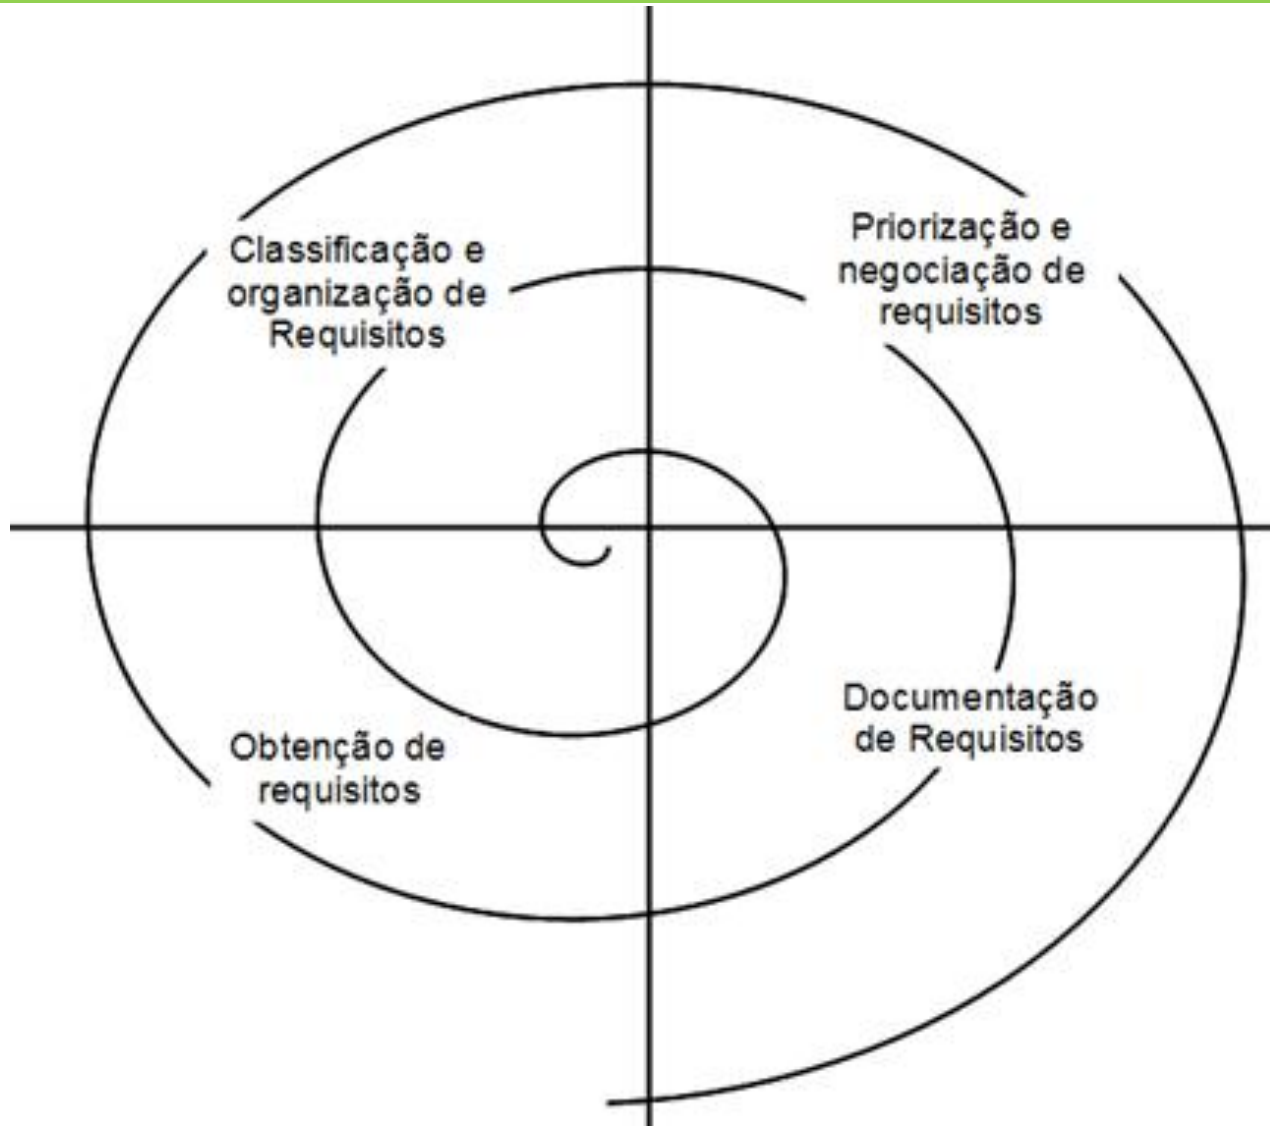 Classificação e
organização de
Requisitos
Priorização e
negociação de
requisitos
Obtenção de
requisitos
Documentação
de Requisitos